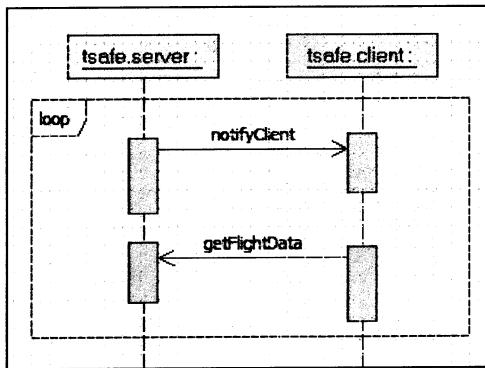 tsafe.server :
tsafe.client :
loop
notifyClient
getFlightData